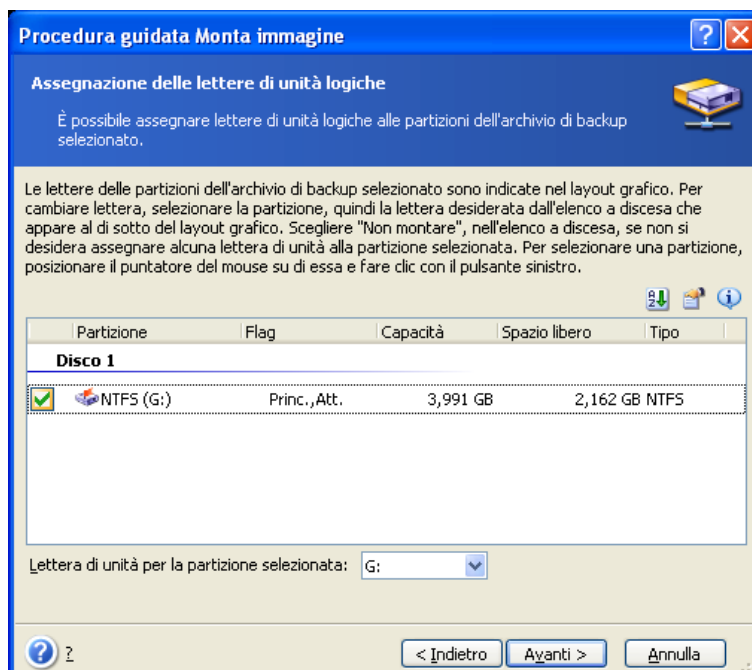 Procedura guidata Monta immagine
Assegnazione delle lettere di unità logiche
È possibile assegnare lettere di unità logiche alle partizioni dell'archivio di backup
selezionato.
Le lettere delle partizioni dell'archivio di backup selezionato sono indicate nel layout grafico. Per
cambiare lettera, selezionare la partizione, quindi la lettera desiderata dall'elenco a discesa che
appare al di sotto del layout grafico. Scegliere "Non montare", nell'elenco a discesa, se non si
desidera assegnare alcuna lettera di unità alla partizione selezionata. Per selezionare una partizione,
posizionare il puntatore del mouse su di essa e fare clic con il pulsante sinistro.
Partizione Flag Capacità Spazio libero Tipo
Disco 1
NTFS (G:) Princ.,Att. 3,991 GB 2,162 GB NTFS
Lettera di unità per la partizione selezionata: G:
? < Indietro Avanti > Annulla